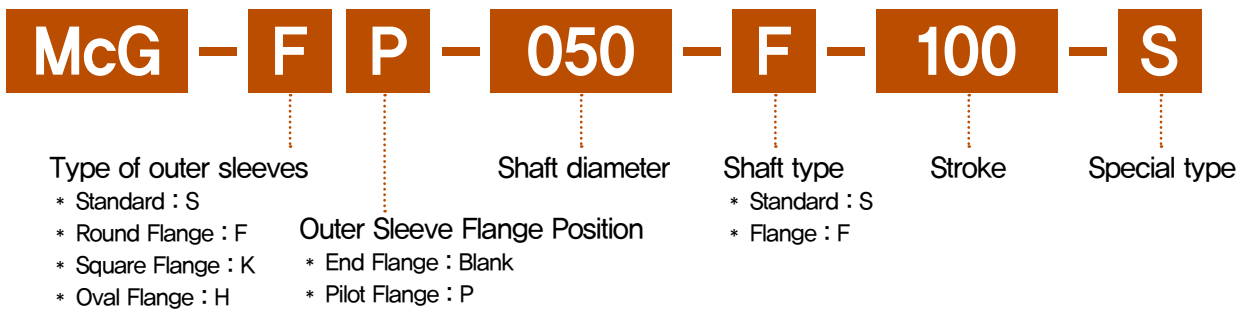 McG — F P — 050 — F — 100 — S
Type of outer sleeves
* Standard : S
* Round Flange : F
* Square Flange : K
* Oval Flange : H
Outer Sleeve Flange Position
* End Flange : Blank
* Pilot Flange : P
Shaft diameter
Shaft type
* Standard : S
* Flange : F
Stroke
Special type